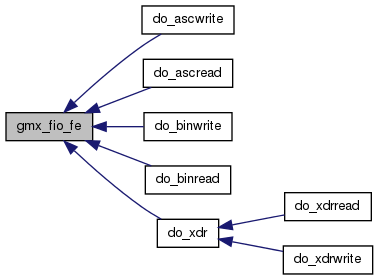 do_ascwrite
do_ascread
gmx_fio_fe
do_binwrite
do_binread
do_xdrread
do_xdr
do_xdrwrite